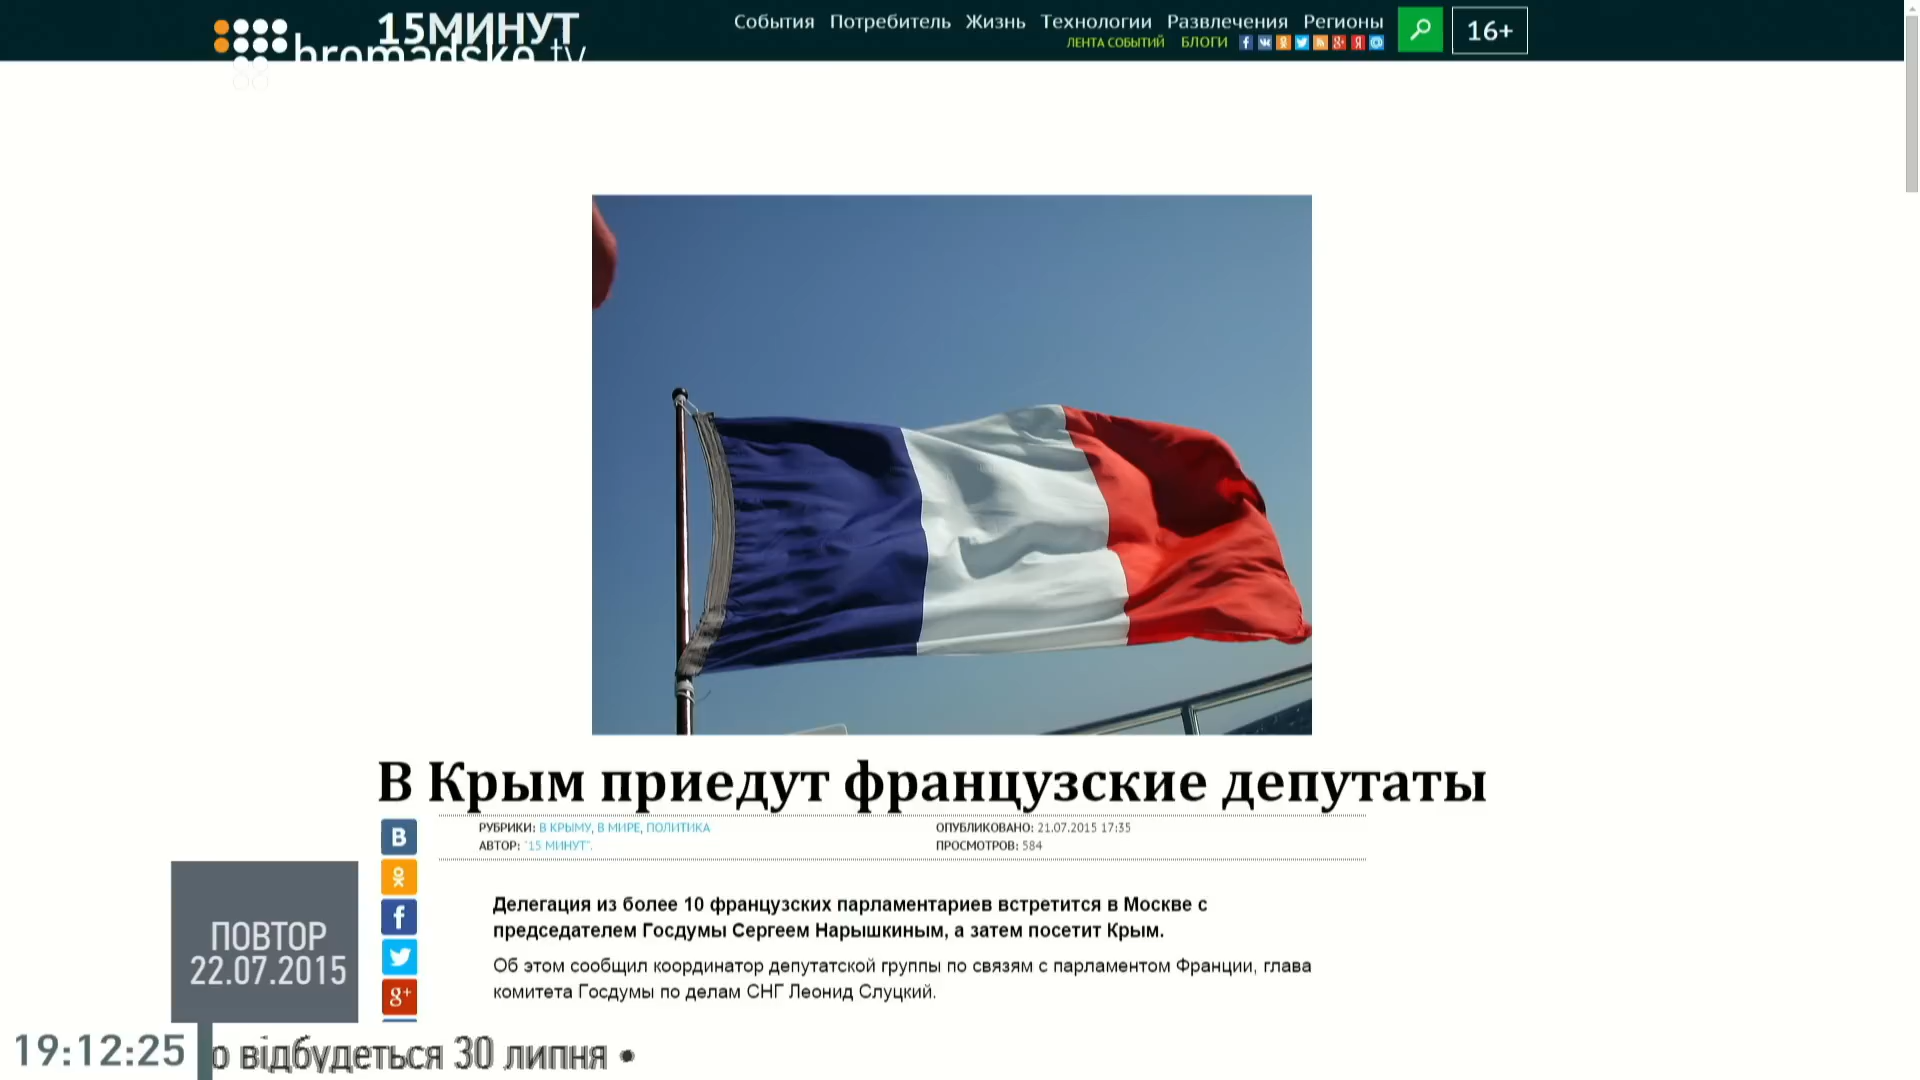 15МИНУТ
hromadske.tv
События Потребитель Жизнь Технологии Развлечения Регионы
ЛЕНТА СОБЫТИЙ БЛОГИ
16+
В Крым приедут французские депутаты
РУБРИКИ: В КРЫМУ, В МИРЕ, ПОЛИТИКА
АВТОР: "15 МИНУТ".
ОПУБЛИКОВАНО: 21.07.2015 17:35
ПРОСМОТРОВ: 584
Делегация из более 10 французских парламентариев встретится в Москве с
председателем Госдумы Сергеем Нарышкиным, а затем посетит Крым.
Об этом сообщил координатор депутатской группы по связям с парламентом Франции, глава
комитета Госдумы по делам СНГ Леонид Слуцкий.
ПОВТОР
22.07.2015
19:12:25
о відбудеться 30 липня •